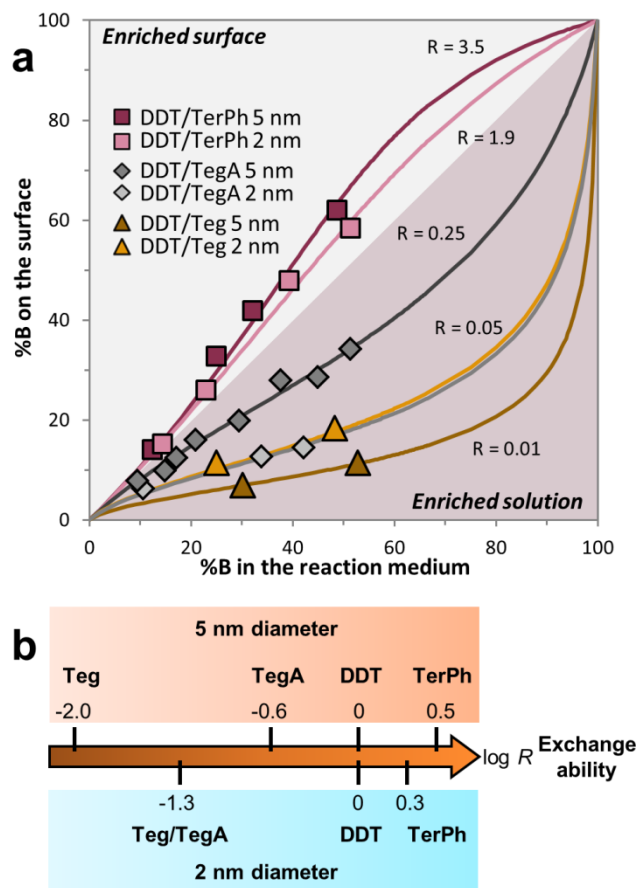 a
100
80
60
40
20
0
%B on the surface
Enriched surface
DDT/TerPh 5 nm
DDT/TerPh 2 nm
DDT/TegA 5 nm
DDT/TegA 2 nm
DDT/Teg 5 nm
DDT/Teg 2 nm
R = 3.5
R = 1.9
R = 0.25
R = 0.05
R = 0.01
Enriched solution
0 20 40 60 80 100
%B in the reaction medium
b
5 nm diameter
Teg TegA DDT TerPh
-2.0 -0.6 0 0.5
log R Exchange ability
-1.3 0 0.3
Teg/TegA DDT TerPh
2 nm diameter